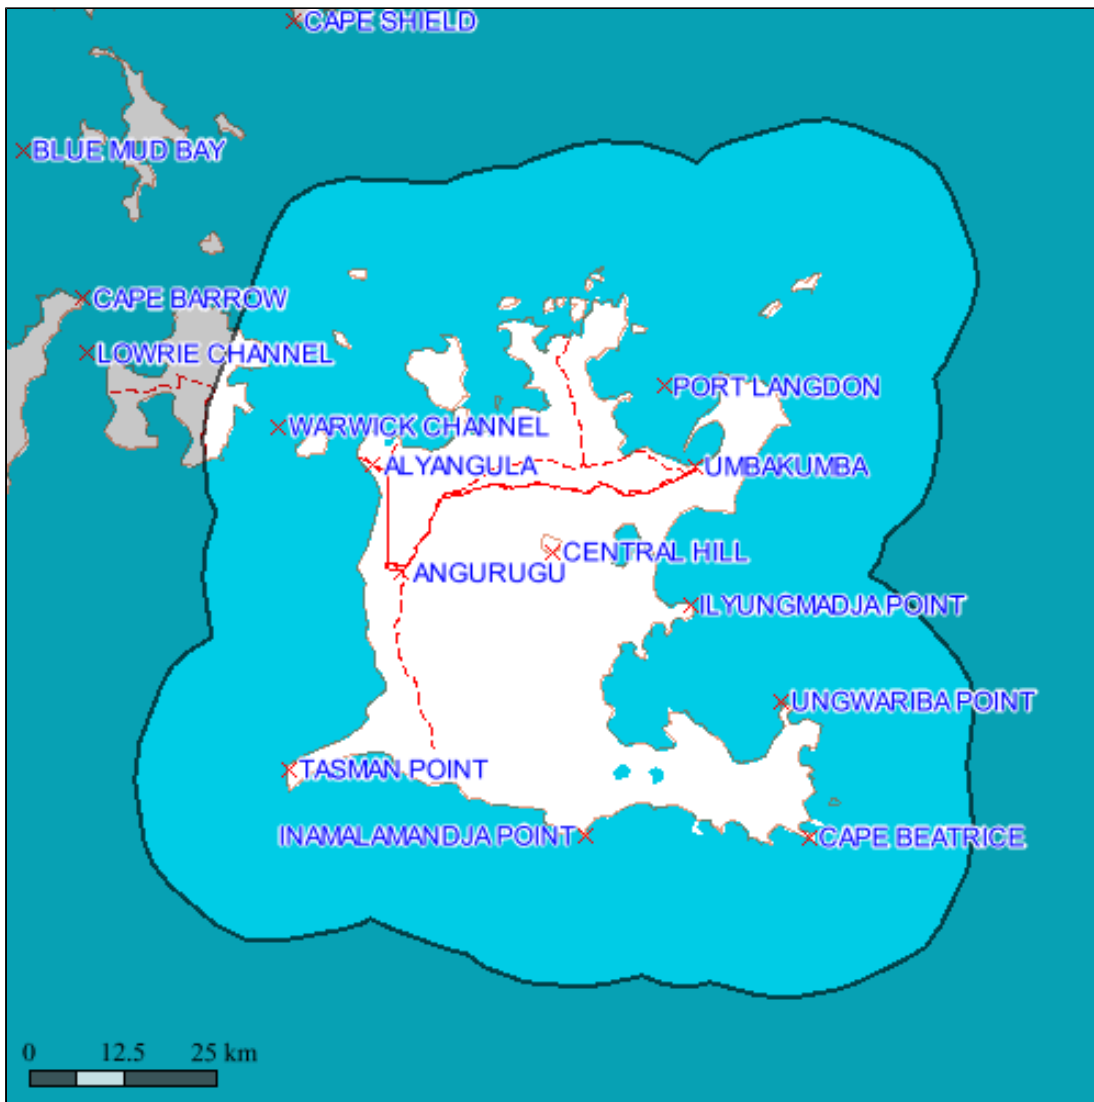 CAPE SHIELD
BLUE MUD BAY
CAPE BARROW
LOWRIE CHANNEL
PORT LANGDON
WARWICK CHANNEL
ALYANGULA
UMBAKUMBA
CENTRAL HILL
ANGURUGU
ILYUNGMADJA POINT
UNGWARIBA POINT
TASMAN POINT
INAMALAMANDJA POINT
CAPE BEATRICE
0 12.5 25 km